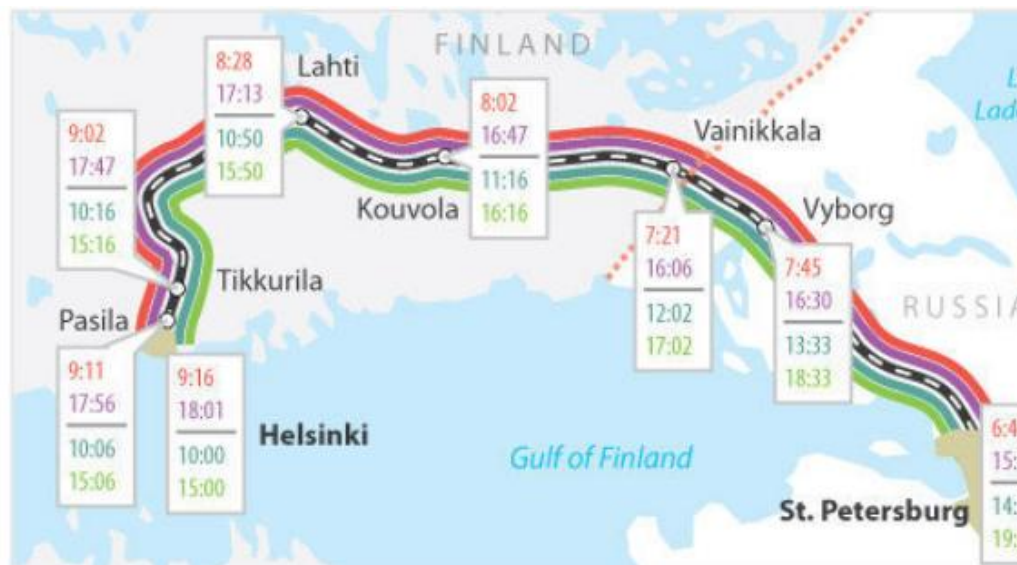 FINLAND
Lahti
8:28
17:13
10:50
15:50
8:02
16:47
11:16
16:16
Vainikkala
9:02
17:47
10:16
15:16
Kouvola
Vyborg
7:21
16:06
12:02
17:02
7:45
16:30
13:33
18:33
Tikkurila
Pasila
RUSSIA
9:11
17:56
10:06
15:06
9:16
18:01
10:00
15:00
Helsinki
Gulf of Finland
St. Petersburg